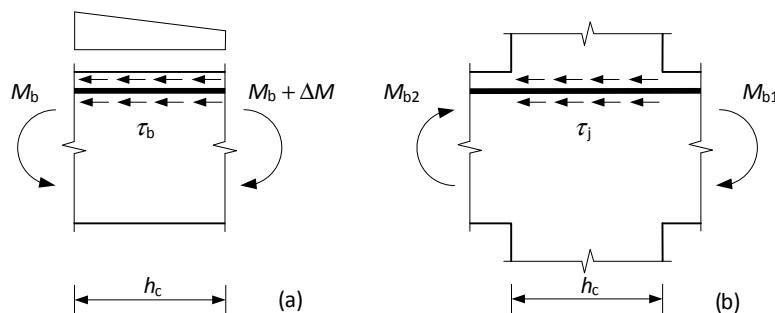 M_b
M_b + ΔM
τ_b
h_c
(a)
M_b2
M_b1
τ_j
h_c
(b)